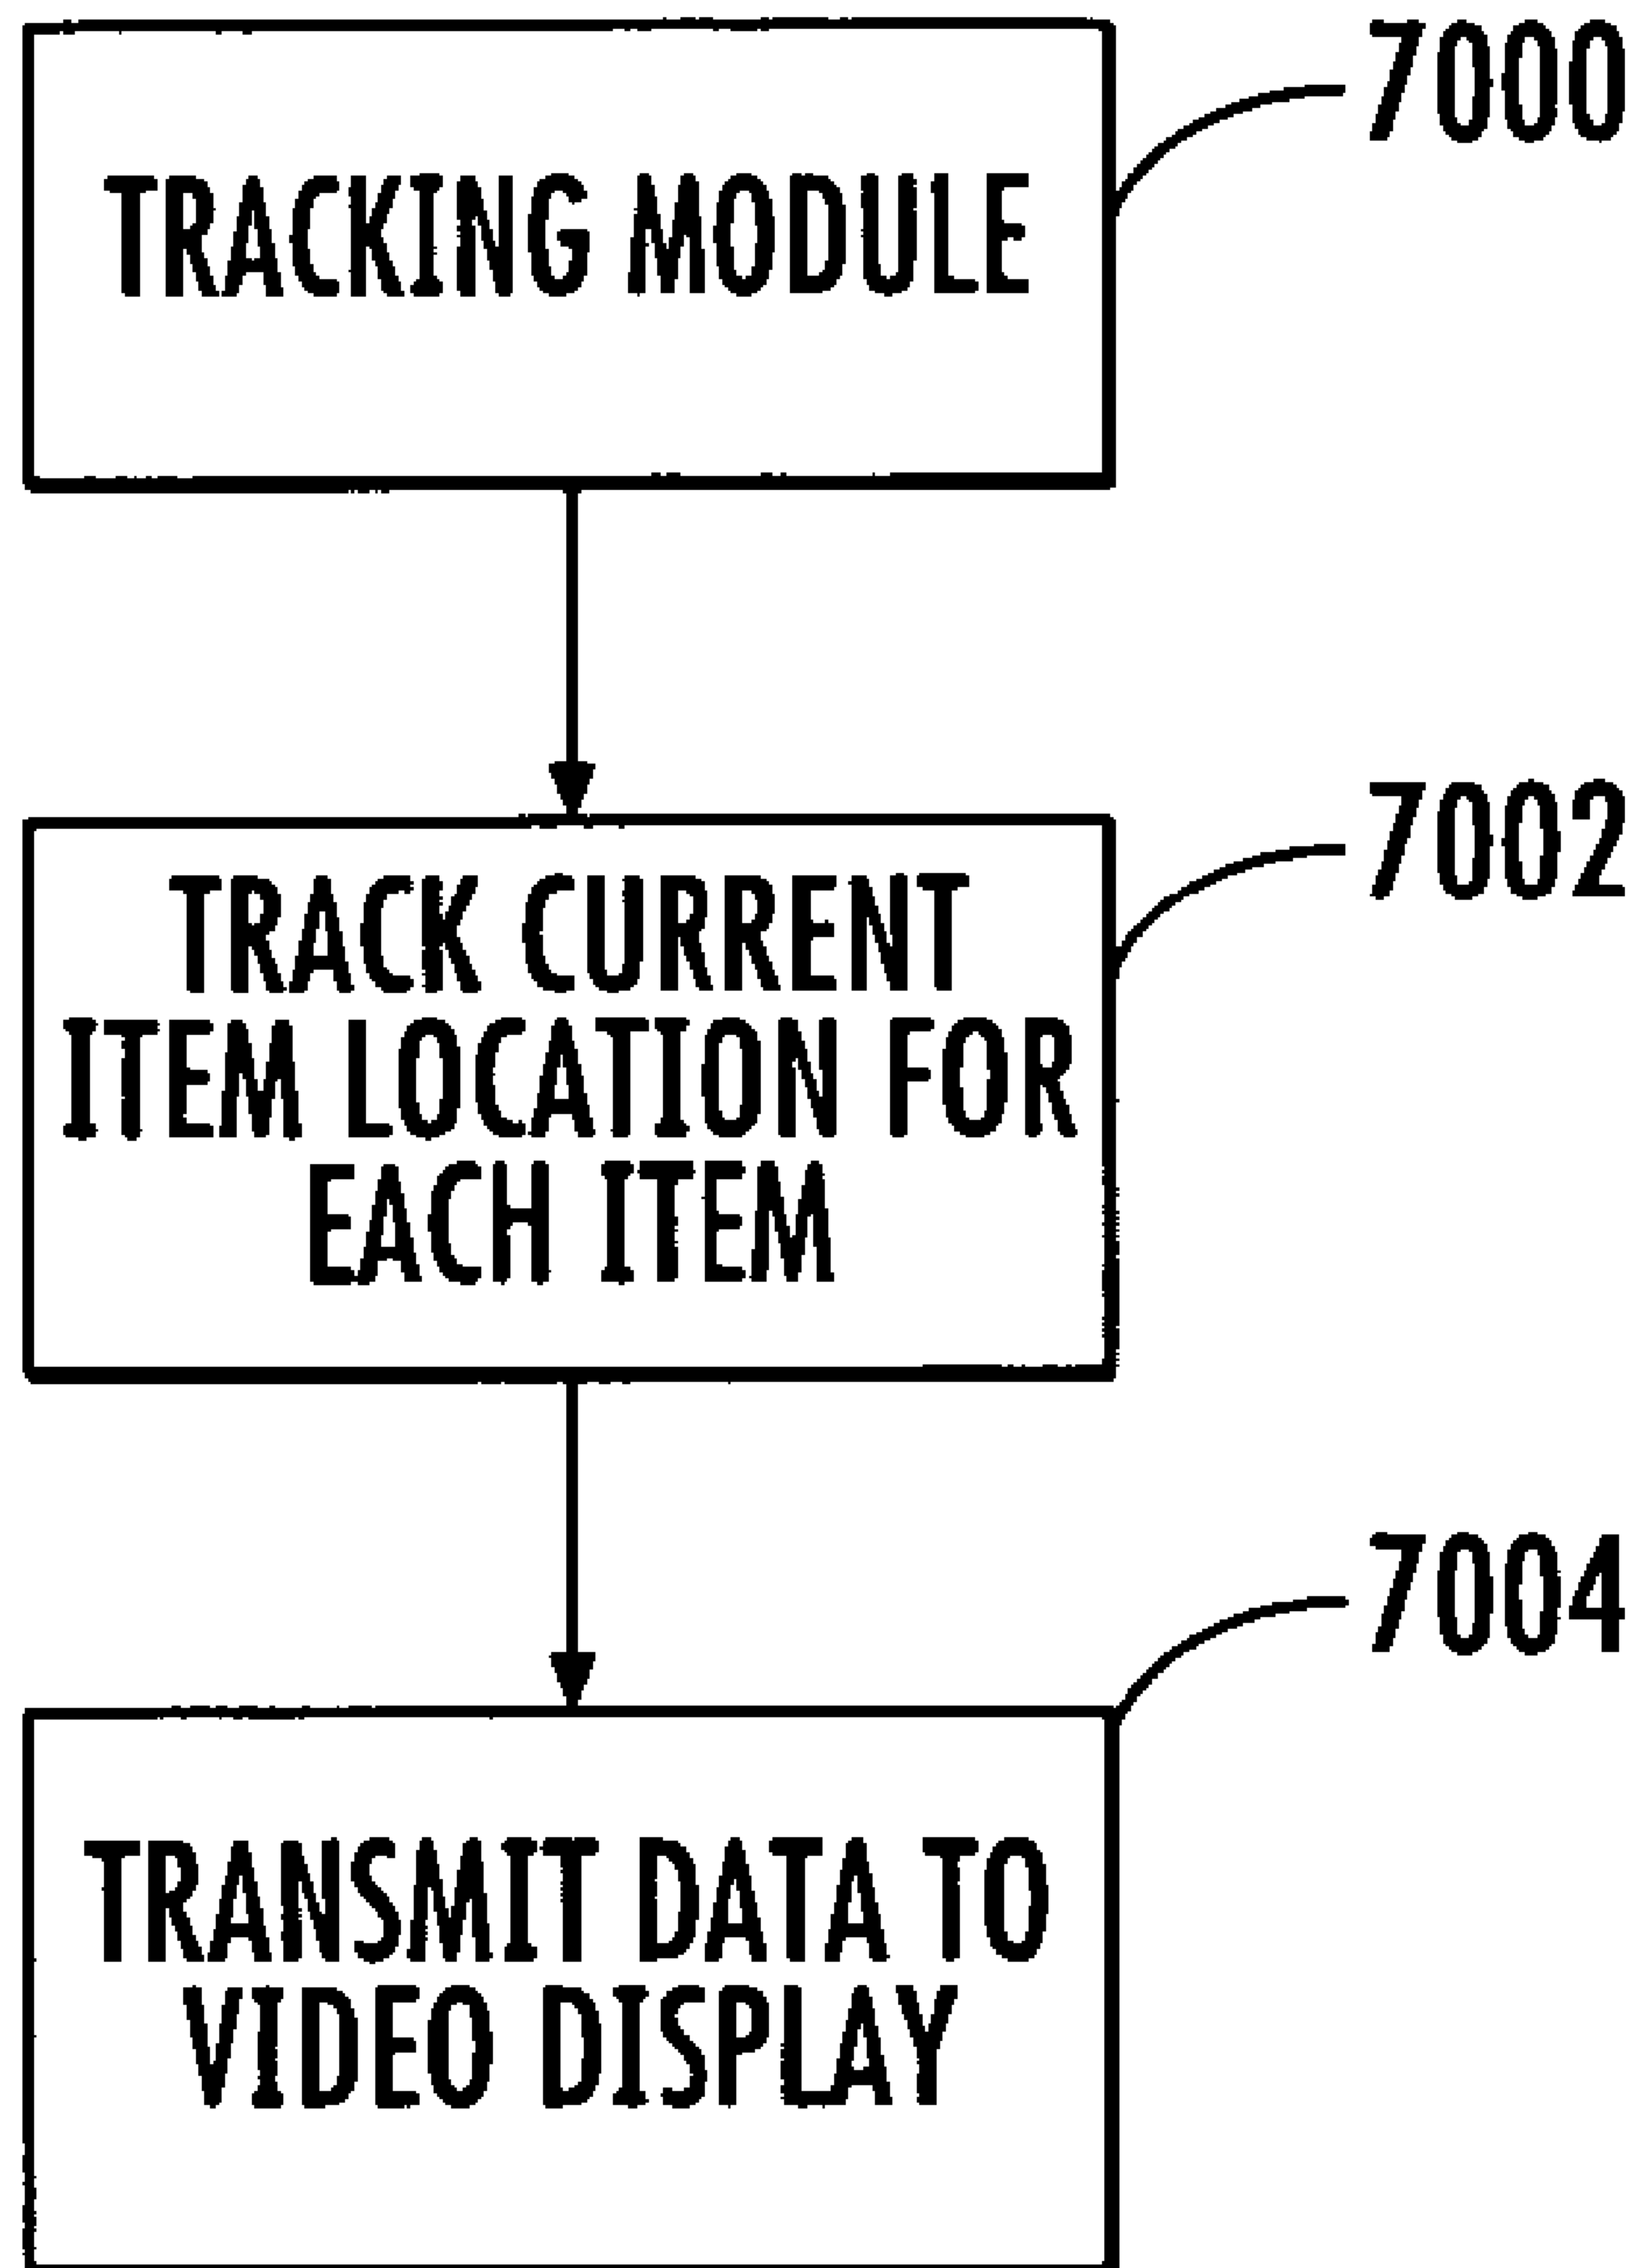 7000
TRACKING MODULE
7002
TRACK CURRENT
ITEM LOCATION FOR
EACH ITEM
7004
TRANSMIT DATA TO
VIDEO DISPLAY